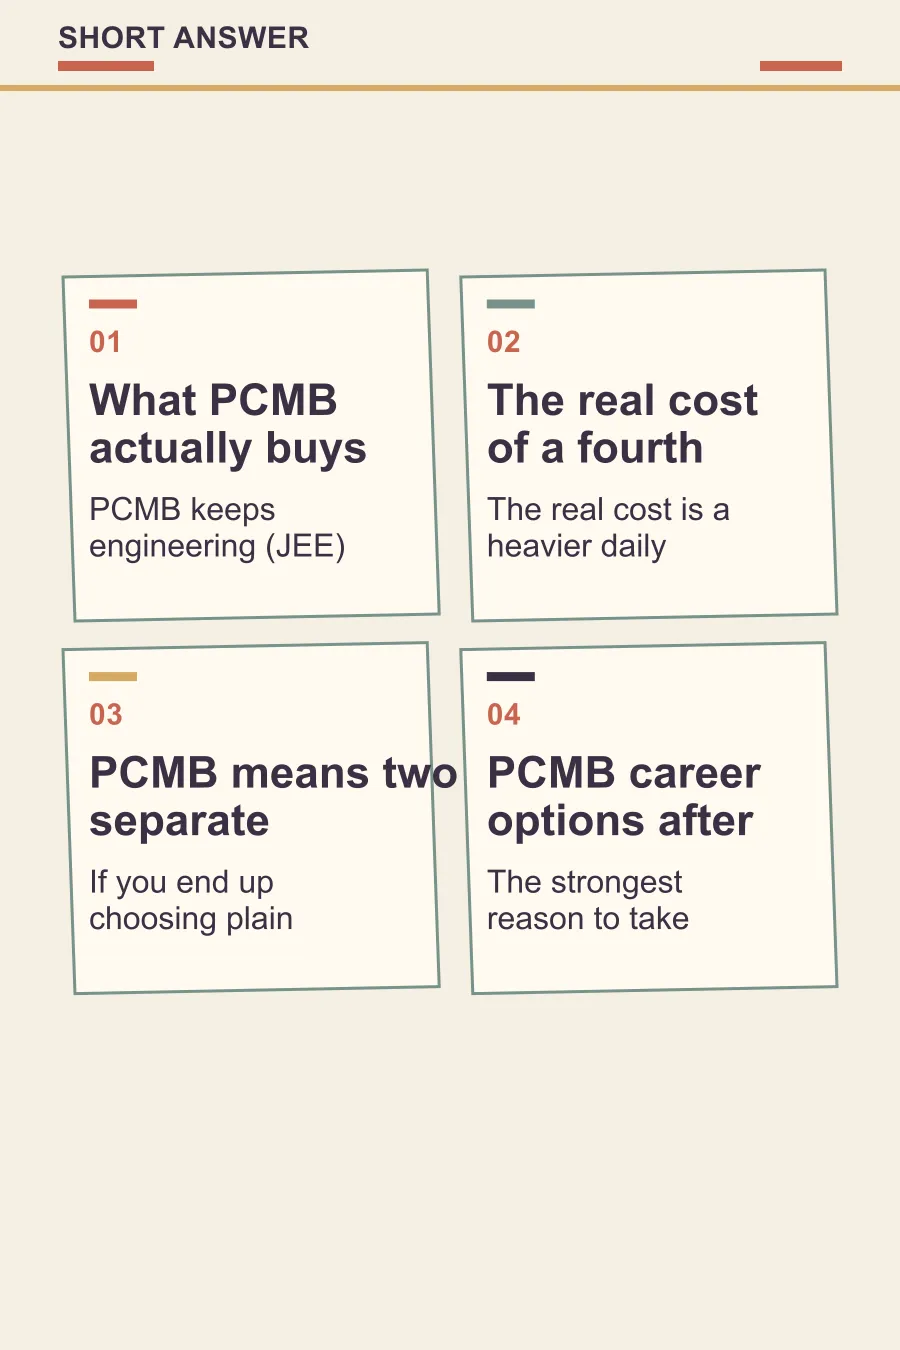 SHORT ANSWER
01
What PCMB
actually buys
PCMB keeps
engineering (JEE)
02
The real cost
of a fourth
The real cost is a
heavier daily
03
PCMB means two
separate
If you end up
choosing plain
04
PCMB career
options after
The strongest
reason to take